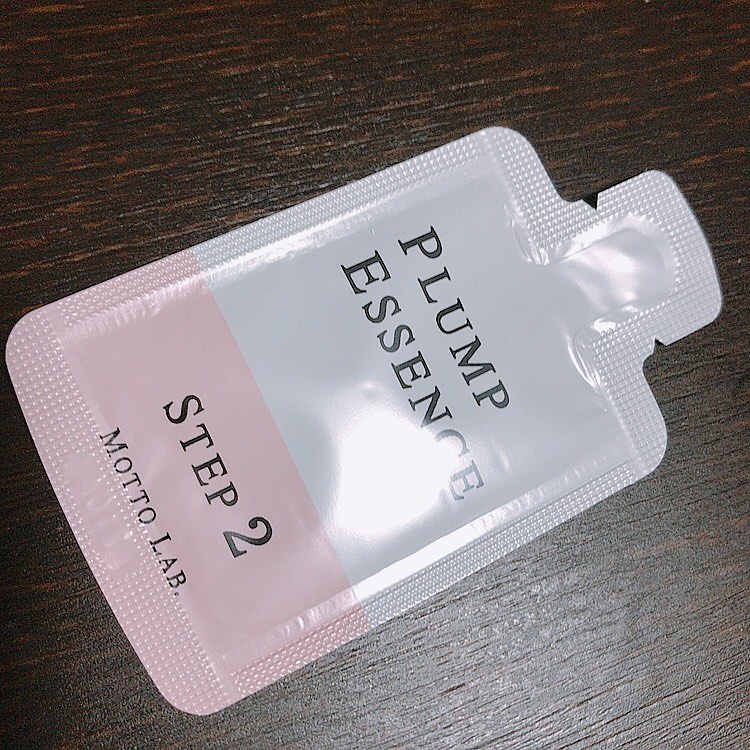 PLUMP
ESSENCE
STEP 2
MOTTO LAB.